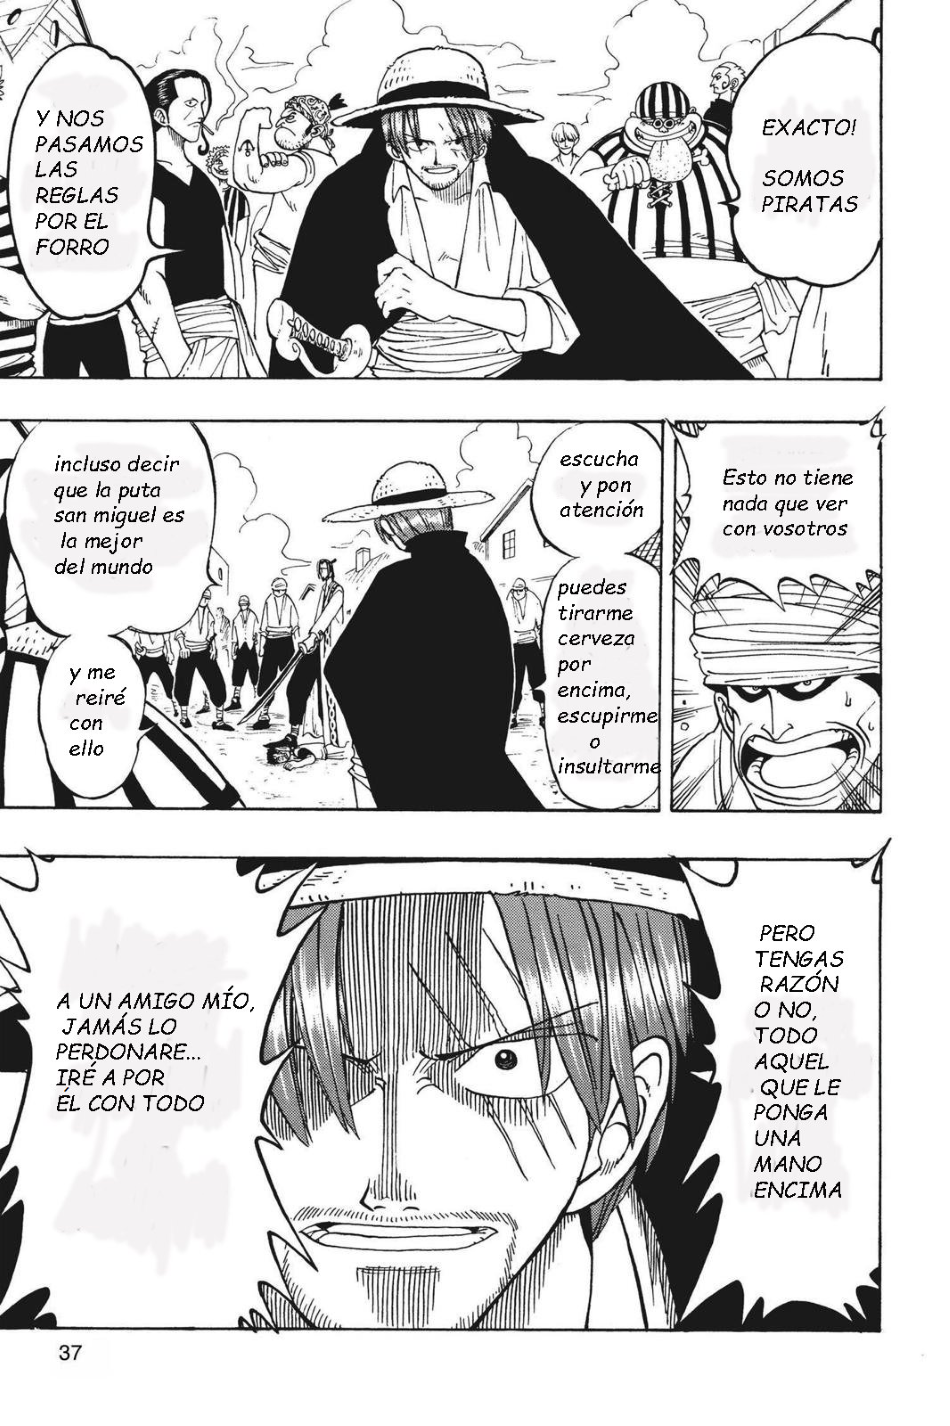 EXACTO!
SOMOS
PIRATAS
Y NOS
PASAMOS
LAS
REGLAS
POR EL
FORRO
Esto no tiene
nada que ver
con vosotros
escucha
y pon
atención
puedes
tirarme
cerveza
por
encima,
escupirme
o
insultarme
incluso decir
que la puta
san miguel es
la mejor
del mundo
y me
reiré
con
ello
PERO
TENGAS
RAZÓN
O NO,
TODO
AQUEL
QUE LE
PONGA
UNA
MANO
ENCIMA
A UN AMIGO MÍO,
JAMÁS LO
PERDONARE...
IRÉ A POR
ÉL CON TODO
37